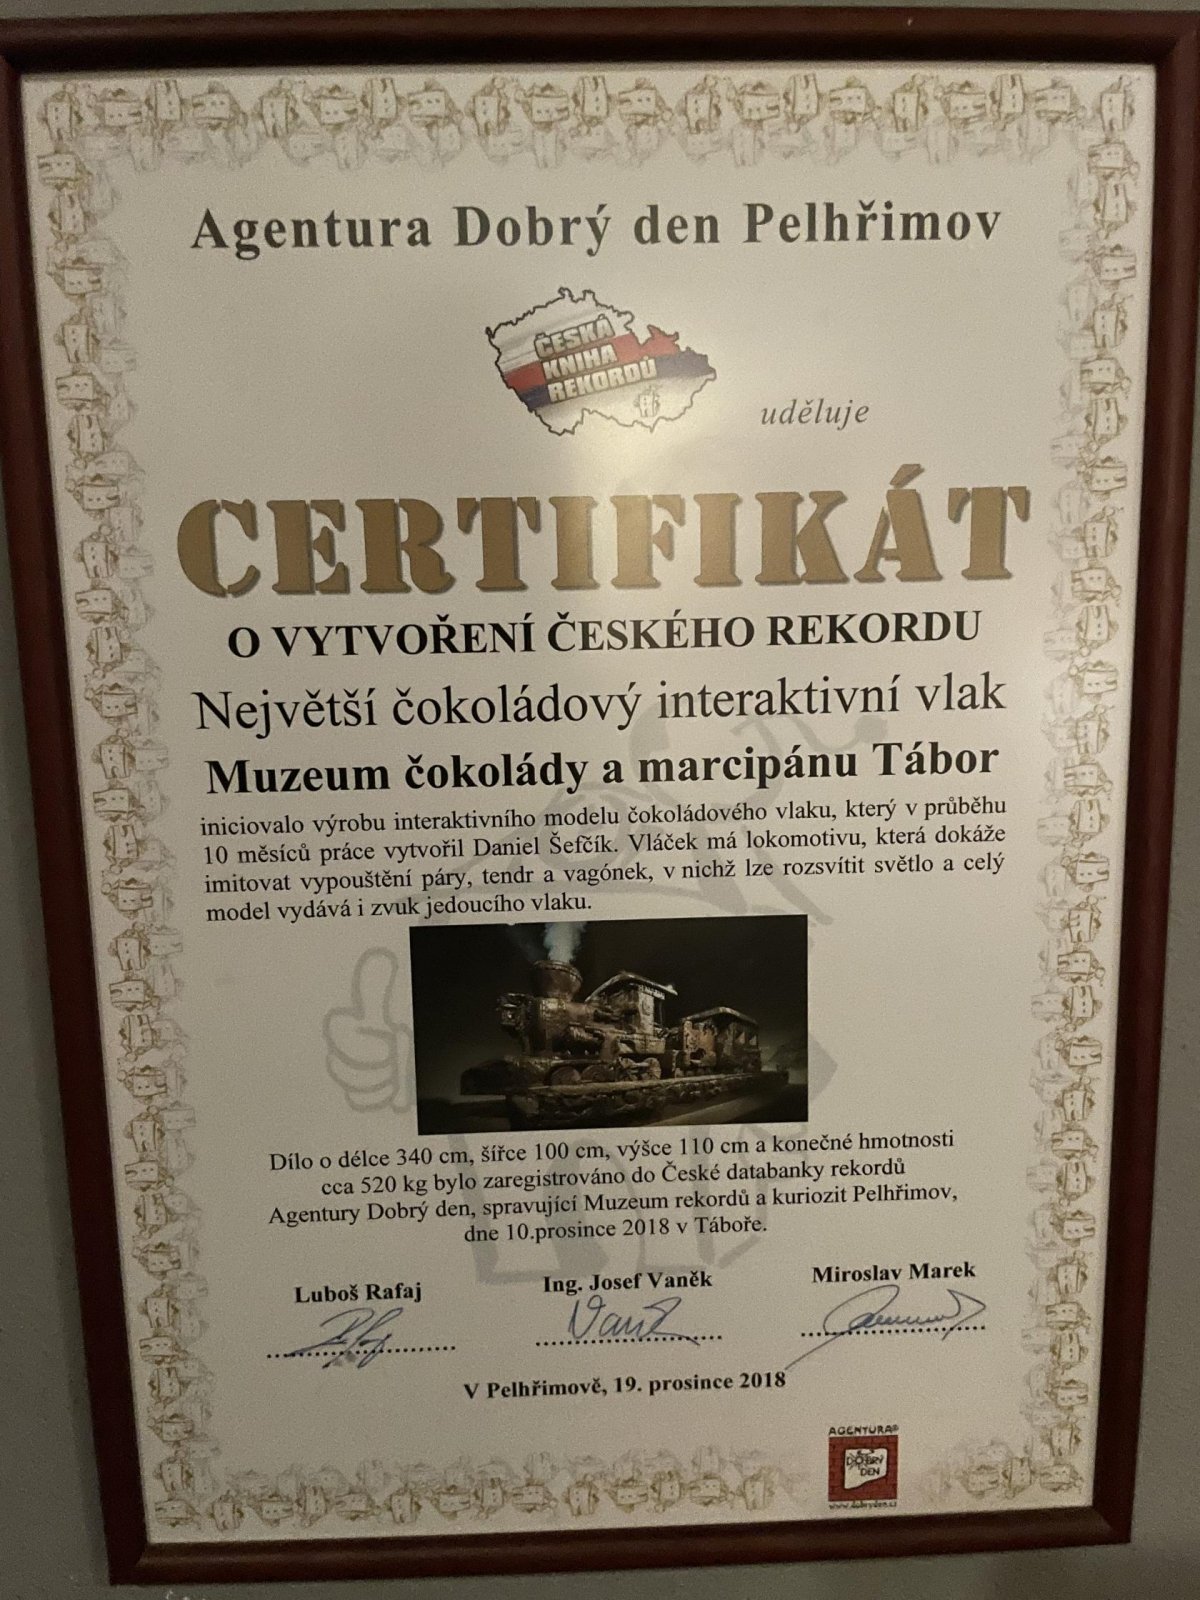 Agentura Dobrý den Pelhřimov
ČESKÁ
KNIHA
REKORDŮ
uděluje
CERTIFIKÁT
O VYTVOŘENÍ ČESKÉHO REKORDU
Největší čokoládový interaktivní vlak
Muzeum čokolády a marcipánu Tábor
iniciovalo výrobu interaktivního modelu čokoládového vlaku, který v průběhu
10 měsíců práce vytvořil Daniel Šefčík. Vláček má lokomotivu, která dokáže
imitovat vypouštění páry, tendr a vagónek, v nichž lze rozsvítit světlo a celý
model vydává i zvuk jedoucího vlaku.
Dílo o délce 340 cm, šířce 100 cm, výšce 110 cm a konečné hmotnosti
cca 520 kg bylo zaregistrováno do České databanky rekordů
Agentury Dobrý den, spravující Muzeum rekordů a kuriozit Pelhřimov,
dne 10.prosince 2018 v Táboře.
Luboš Rafaj Ing. Josef Vaněk Miroslav Marek
V Pelhřimově, 19. prosince 2018
AGENTURA®
DOBRÝ
DEN
www.dobryden.cz